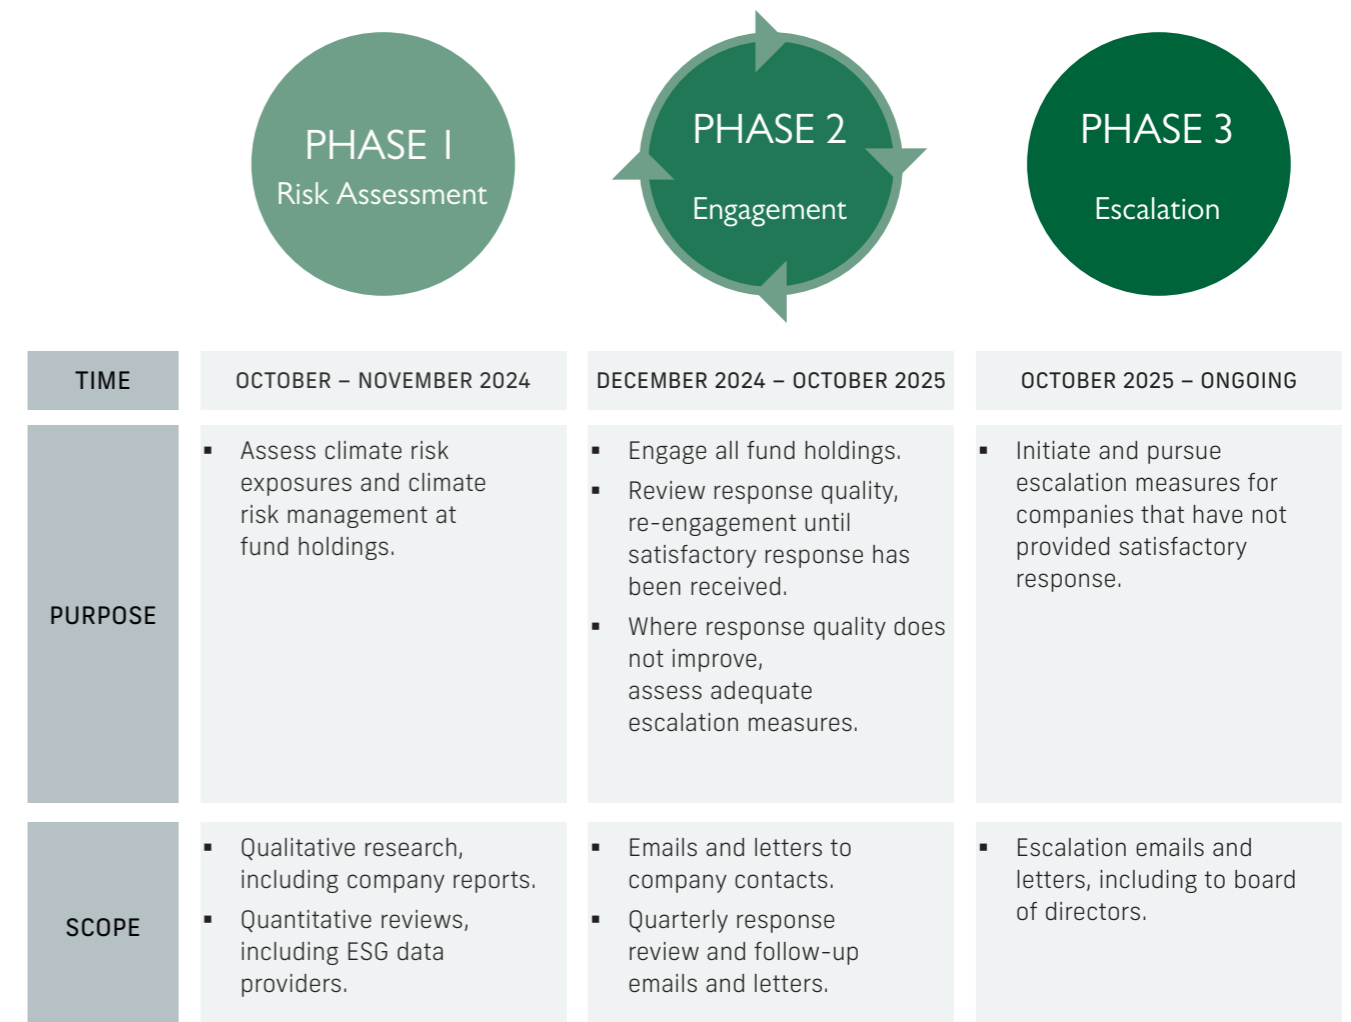 PHASE 1
Risk Assessment
PHASE 2
Engagement
PHASE 3
Escalation
TIME
OCTOBER – NOVEMBER 2024
DECEMBER 2024 – OCTOBER 2025
OCTOBER 2025 – ONGOING
PURPOSE
▪ Assess climate risk
exposures and climate
risk management at
fund holdings.
▪ Engage all fund holdings.
▪ Review response quality,
re-engagement until
satisfactory response has
been received.
▪ Where response quality does
not improve,
assess adequate
escalation measures.
▪ Initiate and pursue
escalation measures for
companies that have not
provided satisfactory
response.
SCOPE
▪ Qualitative research,
including company reports.
▪ Quantitative reviews,
including ESG data
providers.
▪ Emails and letters to
company contacts.
▪ Quarterly response
review and follow-up
emails and letters.
▪ Escalation emails and
letters, including to board
of directors.